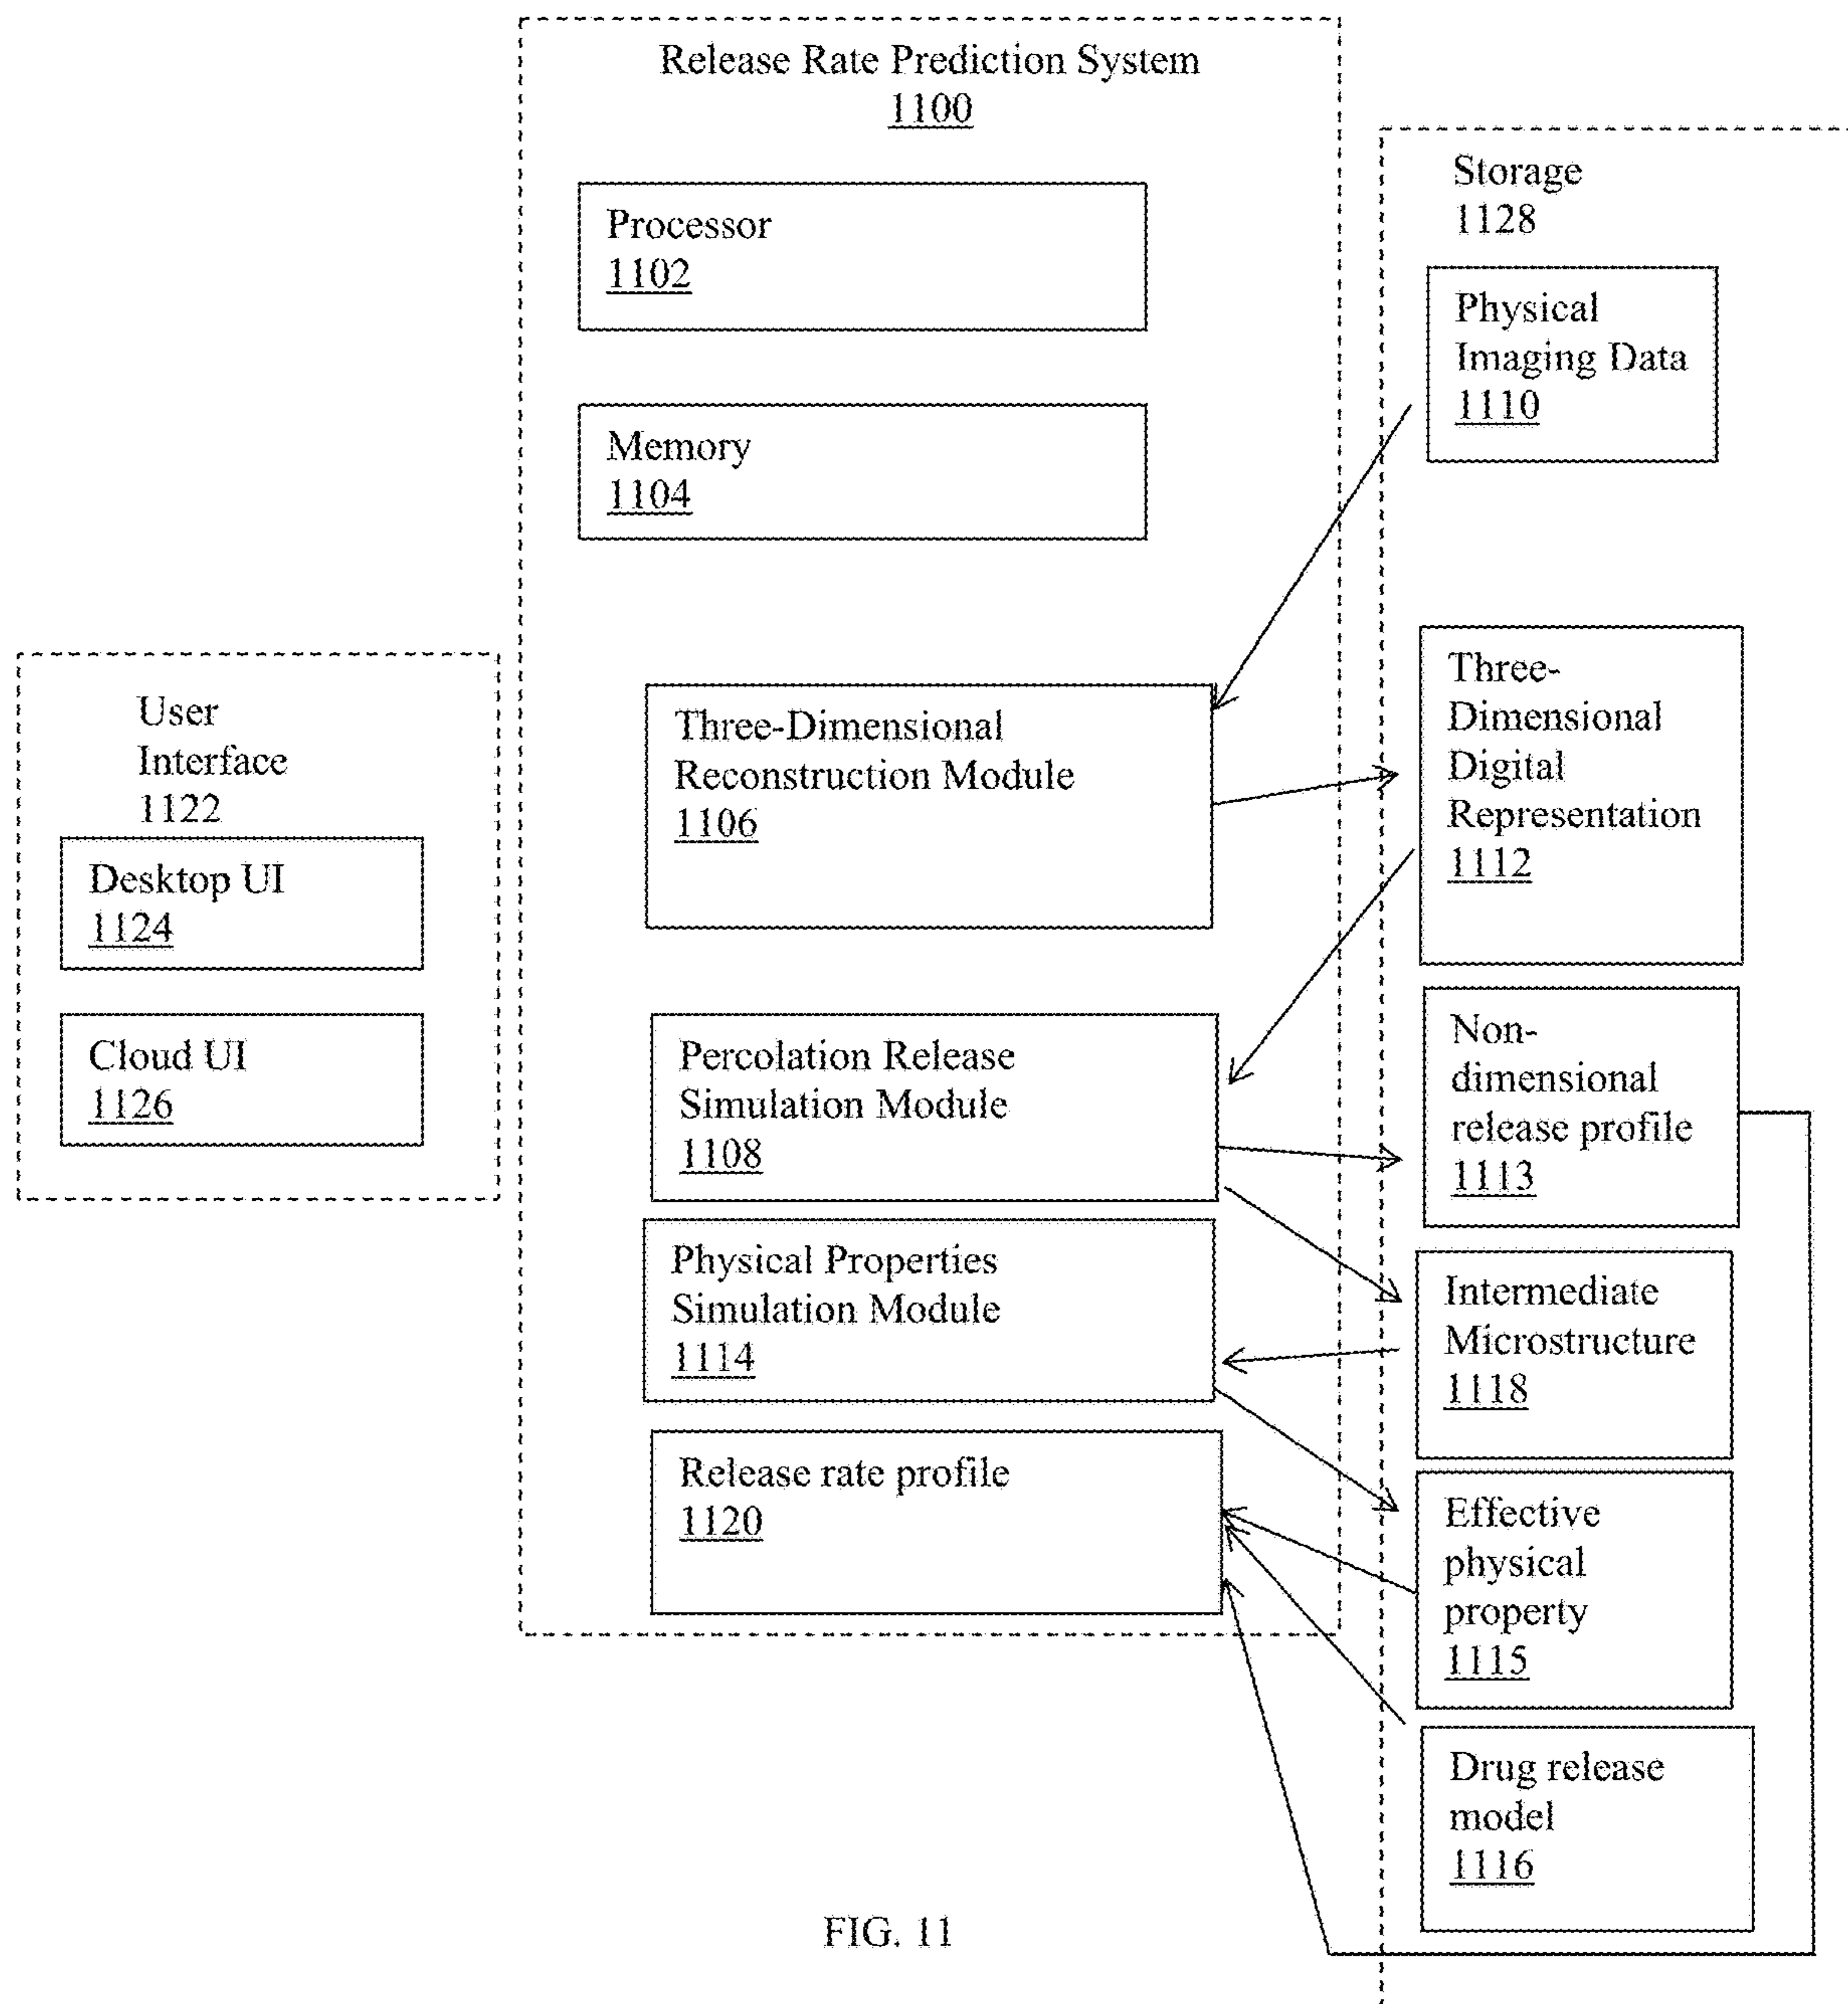 Release Rate Prediction System
1100
Processor
1102
Memory
1104
Three-Dimensional
Reconstruction Module
1106
Percolation Release
Simulation Module
1108
Physical Properties
Simulation Module
1114
Release rate profile
1120
User
Interface
1122
Desktop UI
1124
Cloud UI
1126
Storage
1128
Physical
Imaging Data
1110
Three-
Dimensional
Digital
Representation
1112
Non-
dimensional
release profile
1113
Intermediate
Microstructure
1118
Effective
physical
property
1115
Drug release
model
1116
FIG. 11